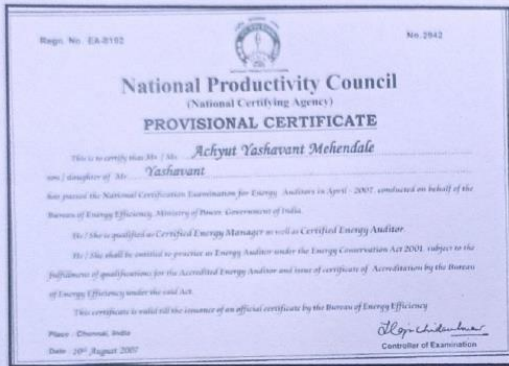 Regn. No. EA-8192
No. 2942
National Productivity Council
(National Certifying Agency)
PROVISIONAL CERTIFICATE
This is to certify that Mr. / Ms. Achyut Yashavant Mehendale
son / daughter of Mr. Yashavant
has passed the National Certification Examination for Energy Auditors in April - 2007, conducted on behalf of the
Bureau of Energy Efficiency, Ministry of Power, Government of India.
He / She is qualified as Certified Energy Manager as well as Certified Energy Auditor.
He / She shall be entitled to practise as Energy Auditor under the Energy Conservation Act 2001, subject to the
fulfillment of qualifications for the Accredited Energy Auditor and issue of certificate of Accreditation by the Bureau
of Energy Efficiency under the said Act.
This certificate is valid till the issuance of an official certificate by the Bureau of Energy Efficiency
Place : Chennai, India
Date : 10th August 2007
Controller of Examination